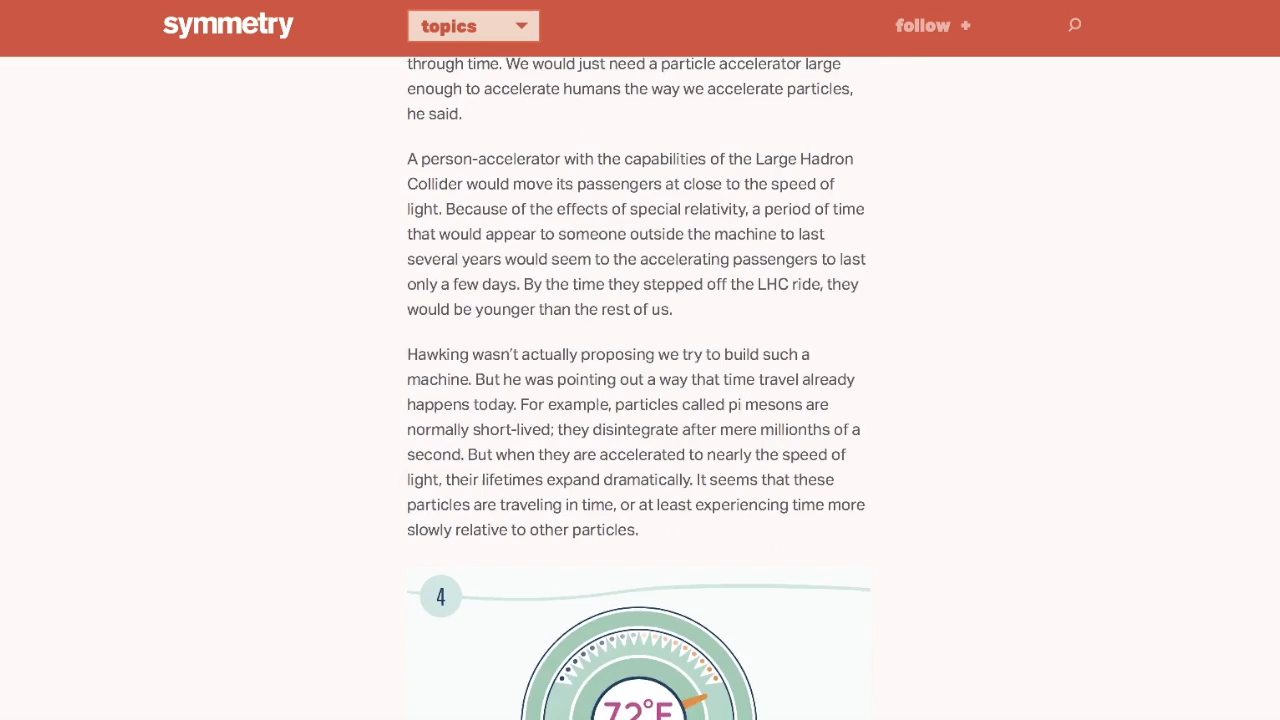 symmetry
topics
follow +
through time. We would just need a particle accelerator large
enough to accelerate humans the way we accelerate particles,
he said.
A person-accelerator with the capabilities of the Large Hadron
Collider would move its passengers at close to the speed of
light. Because of the effects of special relativity, a period of time
that would appear to someone outside the machine to last
several years would seem to the accelerating passengers to last
only a few days. By the time they stepped off the LHC ride, they
would be younger than the rest of us.
Hawking wasn’t actually proposing we try to build such a
machine. But he was pointing out a way that time travel already
happens today. For example, particles called pi mesons are
normally short-lived; they disintegrate after mere millionths of a
second. But when they are accelerated to nearly the speed of
light, their lifetimes expand dramatically. It seems that these
particles are traveling in time, or at least experiencing time more
slowly relative to other particles.
4
72°F